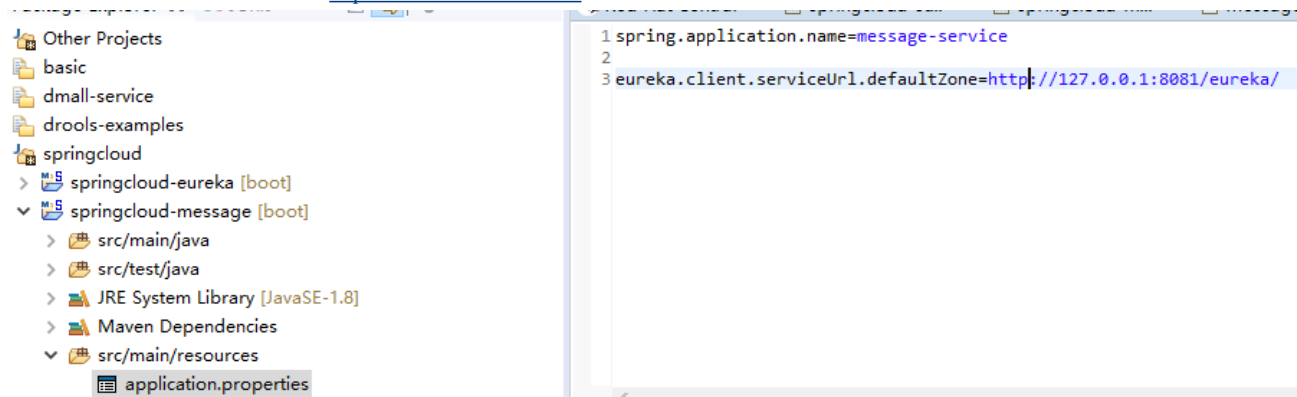 Other Projects
basic
dmall-service
drools-examples
springcloud
springcloud-eureka [boot]
springcloud-message [boot]
src/main/java
src/test/java
JRE System Library [JavaSE-1.8]
Maven Dependencies
src/main/resources
application.properties
1 spring.application.name=message-service
2
3 eureka.client.serviceUrl.defaultZone=http://127.0.0.1:8081/eureka/